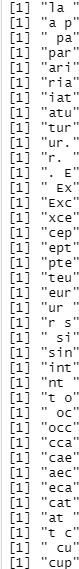 [1] "la "
[1] "a p"
[1] " pa"
[1] "par"
[1] "ari"
[1] "ria"
[1] "iat"
[1] "atu"
[1] "tur"
[1] "ur."
[1] "r. "
[1] ". E"
[1] " Ex"
[1] "Exc"
[1] "xce"
[1] "cep"
[1] "ept"
[1] "pte"
[1] "teu"
[1] "eur"
[1] "ur "
[1] "r s"
[1] " si"
[1] "sin"
[1] "int"
[1] "nt "
[1] "t o"
[1] " oc"
[1] "occ"
[1] "cca"
[1] "cae"
[1] "aec"
[1] "eca"
[1] "cat"
[1] "at "
[1] "t c"
[1] " cu"
[1] "cup"